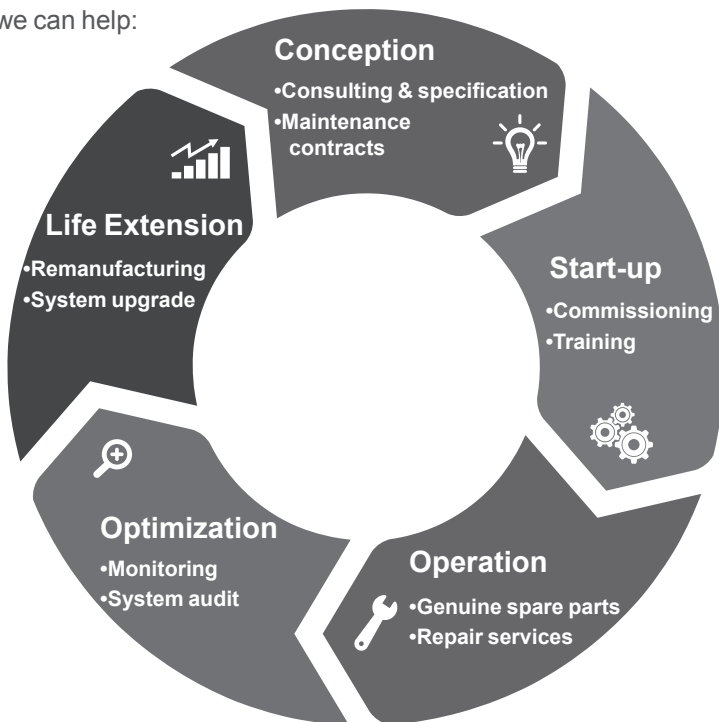 we can help:
Conception
•Consulting & specification
•Maintenance
contracts
Start-up
•Commissioning
•Training
Operation
•Genuine spare parts
•Repair services
Optimization
•Monitoring
•System audit
Life Extension
•Remanufacturing
•System upgrade